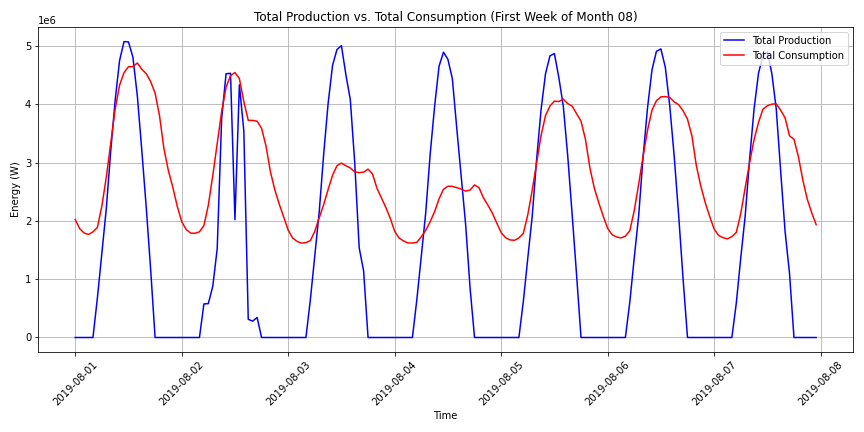 Total Production vs. Total Consumption (First Week of Month 08)
1e6
Total Production
Total Consumption
5
4
3
2
1
0
Energy (W)
2019-08-01
2019-08-02
2019-08-03
2019-08-04
2019-08-05
2019-08-06
2019-08-07
2019-08-08
Time